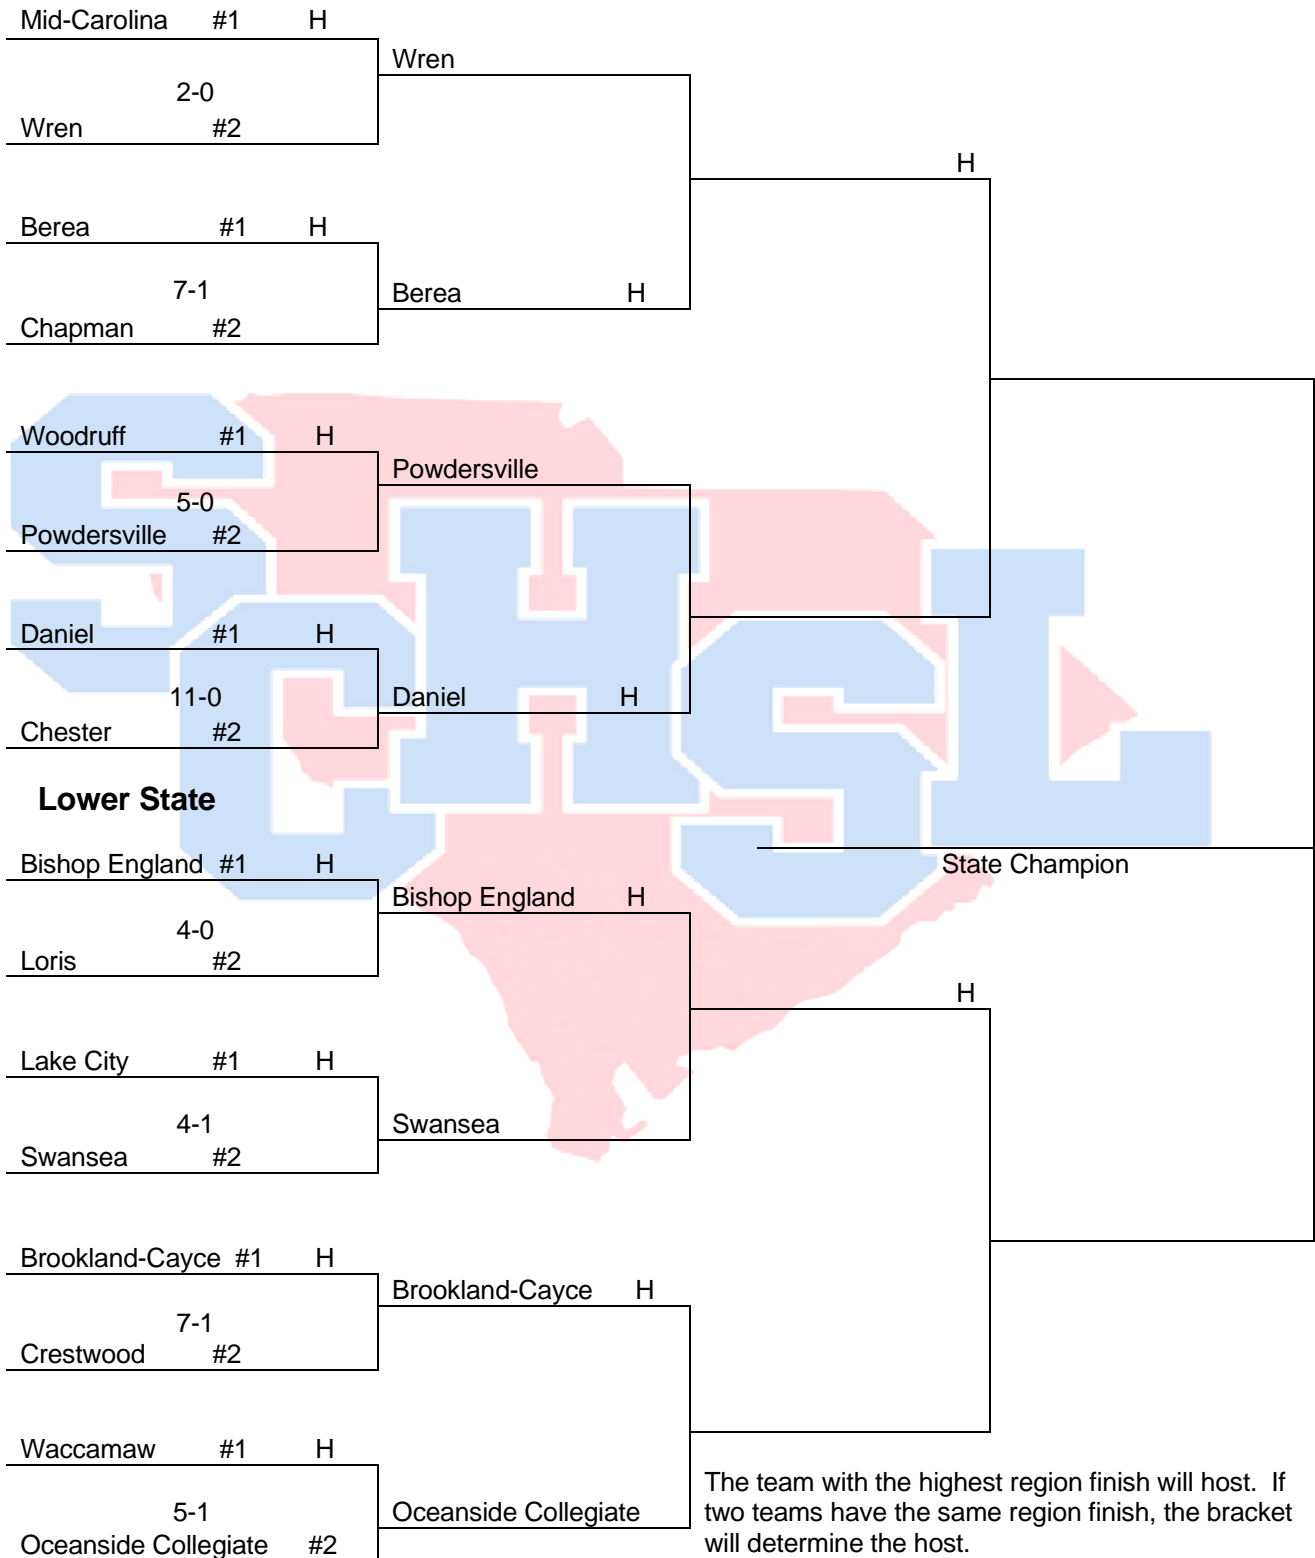 Mid-Carolina #1 H
Wren
2-0
Wren #2
H
Berea #1 H
7-1
Berea H
Chapman #2
Woodruff #1 H
Powdersville
5-0
Powdersville #2
Daniel #1 H
11-0
Daniel H
Chester #2
Lower State
Bishop England #1 H
State Champion
Bishop England H
4-0
Loris #2
H
Lake City #1 H
4-1
Swansea
Swansea #2
Brookland-Cayce #1 H
Brookland-Cayce H
7-1
Crestwood #2
Waccamaw #1 H
5-1
Oceanside Collegiate
Oceanside Collegiate #2
The team with the highest region finish will host. If
two teams have the same region finish, the bracket
will determine the host.
SCHSL